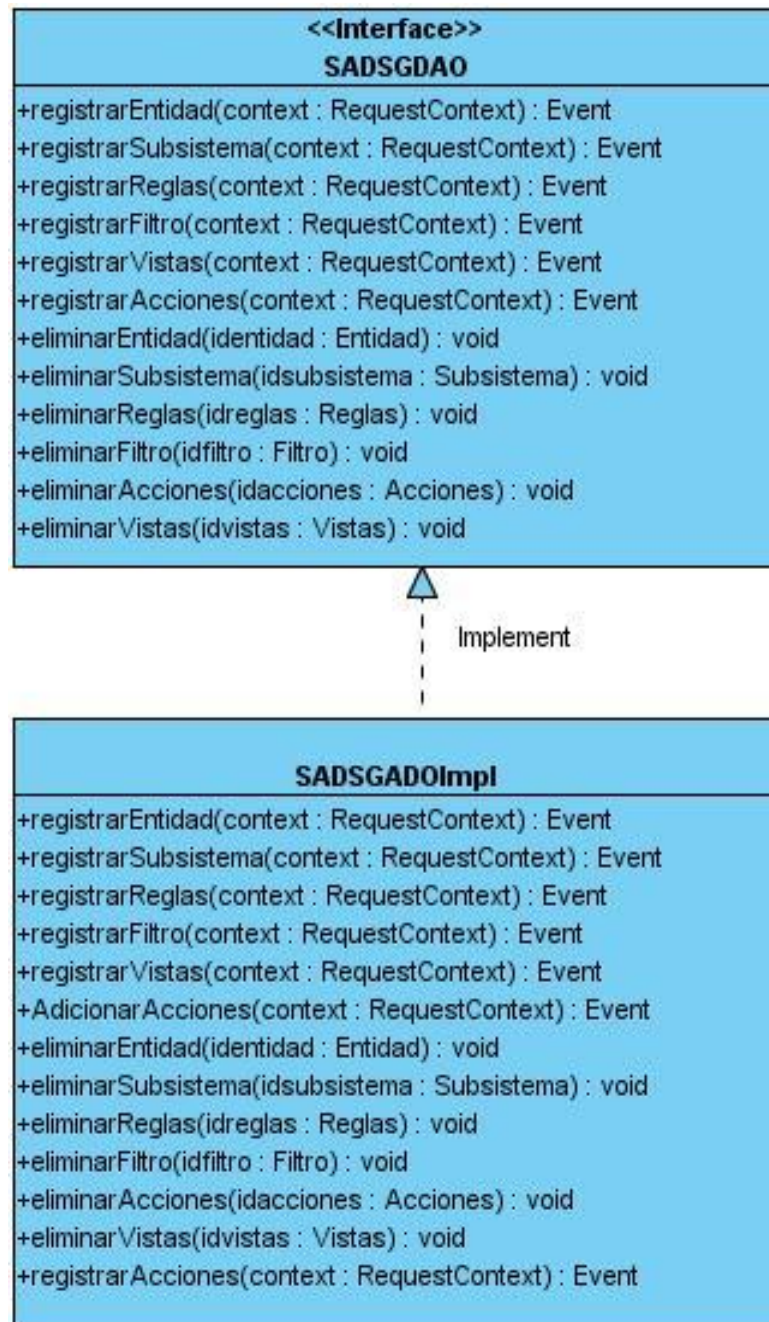 <<Interface>>
SADSGDAO
+registrarEntidad(context : RequestContext) : Event
+registrarSubsistema(context : RequestContext) : Event
+registrarReglas(context : RequestContext) : Event
+registrarFiltro(context : RequestContext) : Event
+registrarVistas(context : RequestContext) : Event
+registrarAcciones(context : RequestContext) : Event
+eliminarEntidad(identidad : Entidad) : void
+eliminarSubsistema(idsubsistema : Subsistema) : void
+eliminarReglas(idreglas : Reglas) : void
+eliminarFiltro(idfiltro : Filtro) : void
+eliminarAcciones(idacciones : Acciones) : void
+eliminarVistas(idvistas : Vistas) : void
Implement
SADSGADOImpl
+registrarEntidad(context : RequestContext) : Event
+registrarSubsistema(context : RequestContext) : Event
+registrarReglas(context : RequestContext) : Event
+registrarFiltro(context : RequestContext) : Event
+registrarVistas(context : RequestContext) : Event
+AdicionarAcciones(context : RequestContext) : Event
+eliminarEntidad(identidad : Entidad) : void
+eliminarSubsistema(idsubsistema : Subsistema) : void
+eliminarReglas(idreglas : Reglas) : void
+eliminarFiltro(idfiltro : Filtro) : void
+eliminarAcciones(idacciones : Acciones) : void
+eliminarVistas(idvistas : Vistas) : void
+registrarAcciones(context : RequestContext) : Event